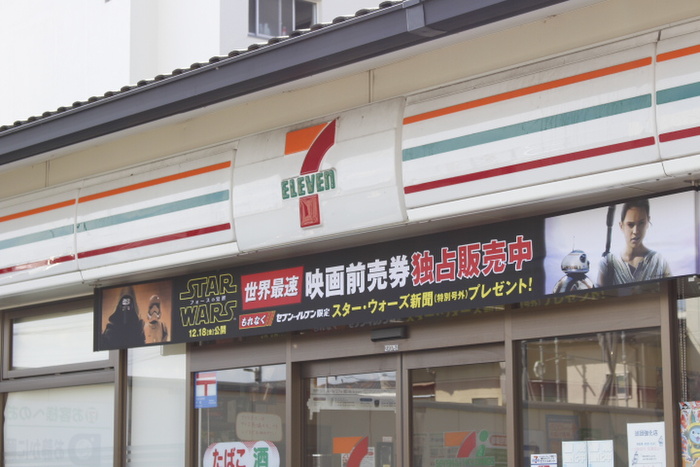 7
ELEVEN
STAR
フォースの覚醒
WARS
12.18(金)公開
世界最速
映画前売券独占販売中
もれなく
セブン‐イレブン限定
スター・ウォーズ新聞(特別号外)プレゼント!
たばこ
酒